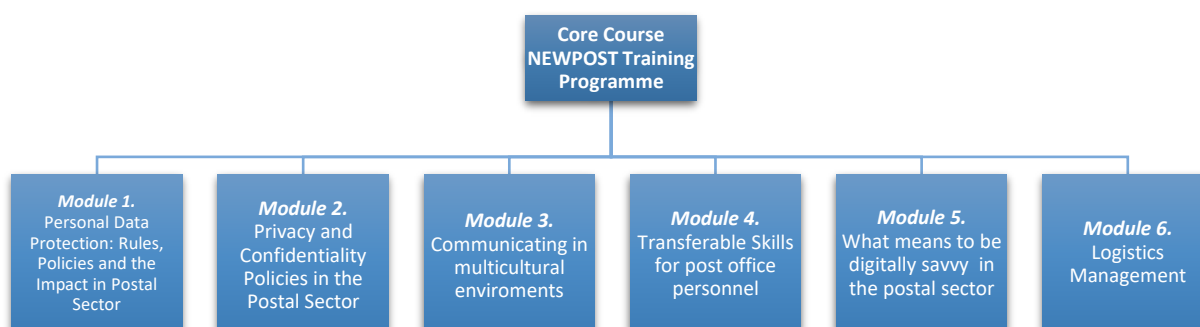 Core Course
NEWPOST Training
Programme
Module 1.
Personal Data
Protection: Rules,
Policies and the
Impact in Postal
Sector
Module 2.
Privacy and
Confidentiality
Policies in the
Postal Sector
Module 3.
Communicating in
multicultural
enviroments
Module 4.
Transferable Skills
for post office
personnel
Module 5.
What means to be
digitally savvy in
the postal sector
Module 6.
Logistics
Management